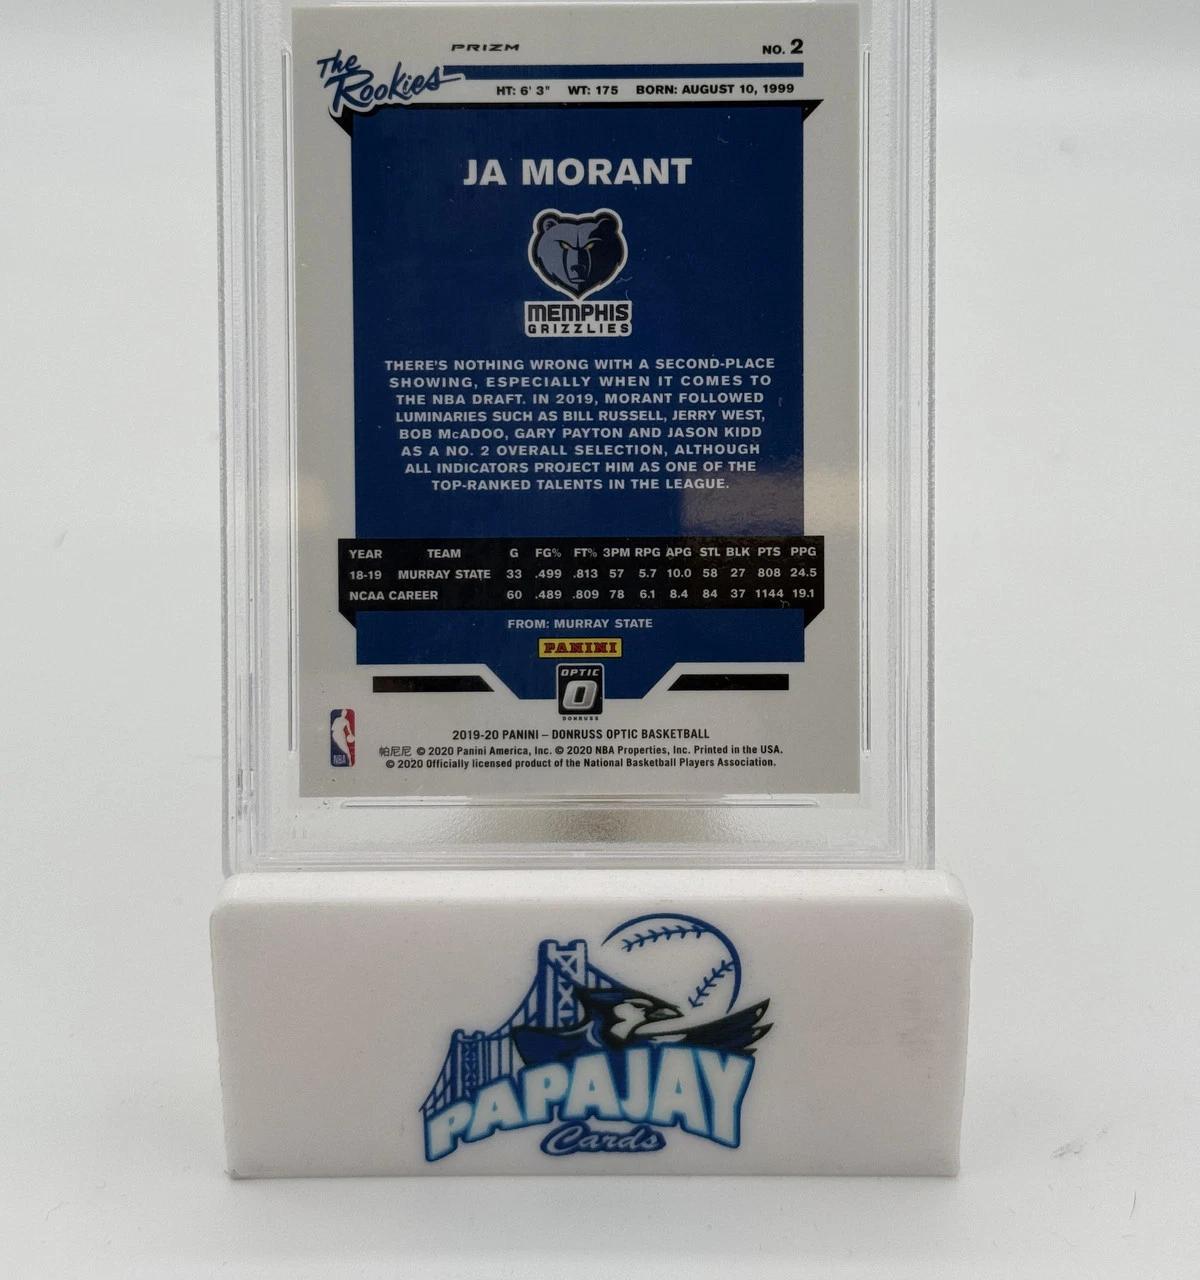 PRIZM
NO. 2
The
Rookies
HT: 6' 3" WT: 175 BORN: AUGUST 10, 1999
JA MORANT
MEMPHIS
GRIZZLIES
THERE'S NOTHING WRONG WITH A SECOND-PLACE
SHOWING, ESPECIALLY WHEN IT COMES TO
THE NBA DRAFT. IN 2019, MORANT FOLLOWED
LUMINARIES SUCH AS BILL RUSSELL, JERRY WEST,
BOB McADOO, GARY PAYTON AND JASON KIDD
AS A NO. 2 OVERALL SELECTION, ALTHOUGH
ALL INDICATORS PROJECT HIM AS ONE OF THE
TOP-RANKED TALENTS IN THE LEAGUE.
YEAR TEAM G FG% FT% 3PM RPG APG STL BLK PTS PPG
18-19 MURRAY STATE 33 .499 .813 57 5.7 10.0 58 27 808 24.5
NCAA CAREER 60 .489 .809 78 6.1 8.4 84 37 1144 19.1
FROM: MURRAY STATE
PANINI
OPTIC
O
DONRUSS
NBA
2019-20 PANINI – DONRUSS OPTIC BASKETBALL
帕尼尼 © 2020 Panini America, Inc. © 2020 NBA Properties, Inc. Printed in the USA.
© 2020 Officially licensed product of the National Basketball Players Association.
PAPAJAY
Cards